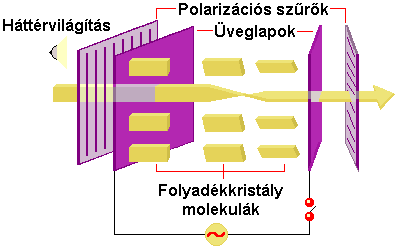 Polarizációs szűrők
Háttérvilágítás
Üveglapok
Folyadékkristály
molekulák